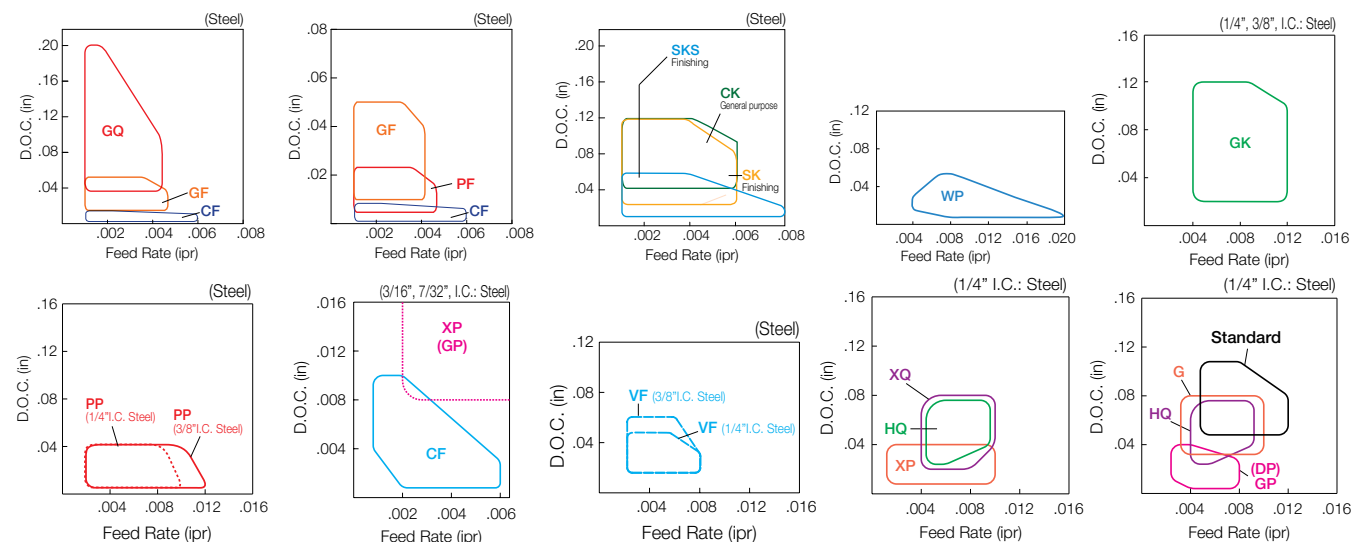 (Steel)
.20
.16
.12
.08
.04
D.O.C. (in)
GQ
GF
CF
.002
.004
.006
.008
Feed Rate (ipr)
(Steel)
.08
.06
.04
.02
D.O.C. (in)
GF
PF
CF
.002
.004
.006
.008
Feed Rate (ipr)
(Steel)
.20
.16
.12
.08
.04
D.O.C. (in)
SKS
Finishing
CK
General purpose
SK
Finishing
.002
.004
.006
.008
Feed Rate (ipr)
.12
.08
.04
D.O.C. (in)
WP
.004
.008
.012
.016
.020
Feed Rate (ipr)
(1/4”, 3/8”, I.C.: Steel)
.16
.12
.08
.04
D.O.C. (in)
GK
.004
.008
.012
.016
Feed Rate (ipr)
(Steel)
.16
.12
.08
.04
D.O.C. (in)
PP
(1/4”I.C. Steel)
PP
(3/8”I.C. Steel)
.004
.008
.012
.016
Feed Rate (ipr)
(3/16”, 7/32”, I.C.: Steel)
.016
.012
.008
.004
D.O.C. (in)
XP
(GP)
CF
.002
.004
.006
Feed Rate (ipr)
(Steel)
.12
.08
.04
D.O.C. (in)
VF (3/8”I.C. Steel)
VF (1/4”I.C. Steel)
.004
.008
.012
.016
Feed Rate (ipr)
(1/4” I.C.: Steel)
.16
.12
.08
.04
D.O.C. (in)
XQ
HQ
XP
.004
.008
.012
.016
Feed Rate (ipr)
(1/4” I.C.: Steel)
.16
.12
.08
.04
D.O.C. (in)
Standard
G
HQ
(DP)
GP
.004
.008
.012
.016
Feed Rate (ipr)